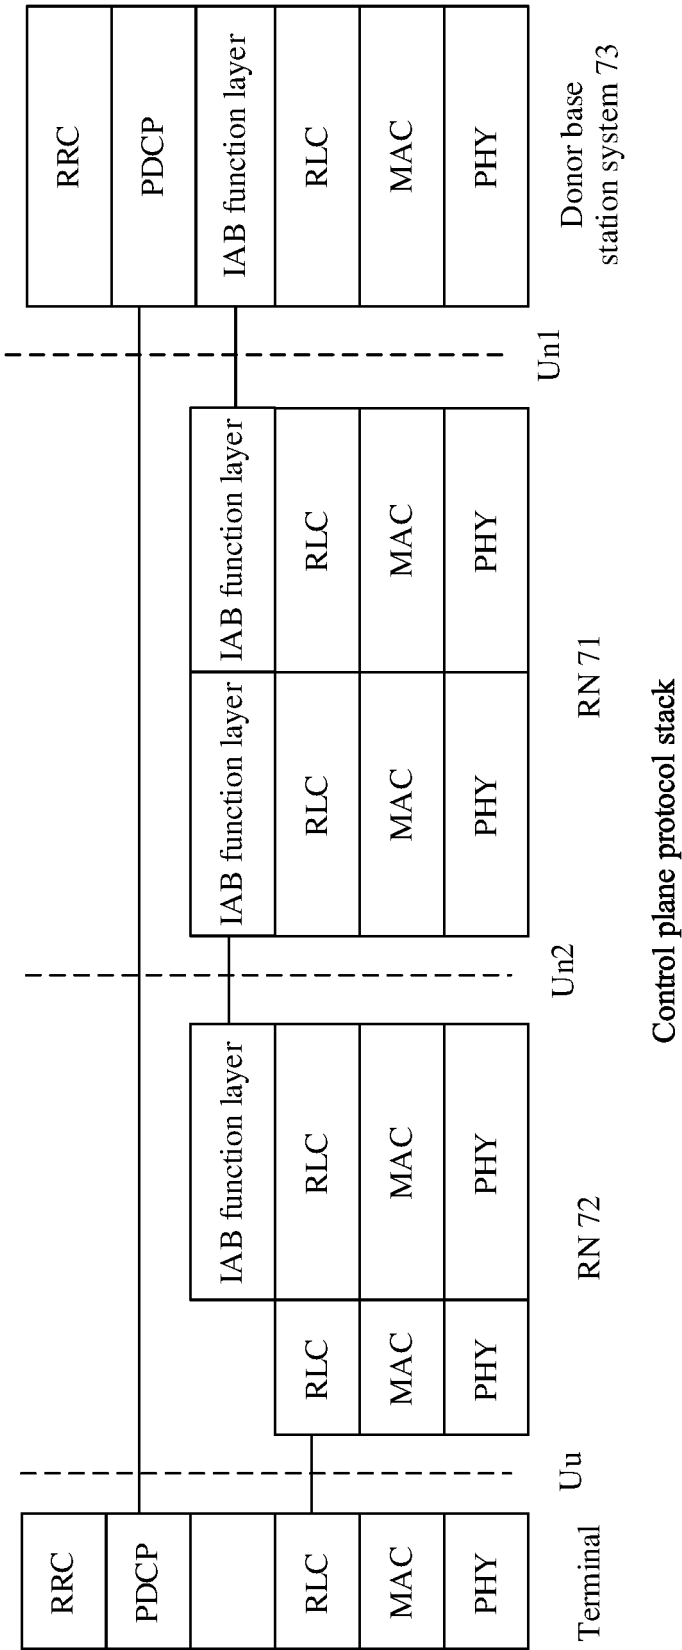 RRC
PDCP
RLC
MAC
PHY
Terminal
Uu
RLC
MAC
PHY
IAB function layer
RLC
MAC
PHY
RN 72
Un2
IAB function layer
RLC
MAC
PHY
IAB function layer
RLC
MAC
PHY
RN 71
Un1
RRC
PDCP
IAB function layer
RLC
MAC
PHY
Donor base
station system 73
Control plane protocol stack